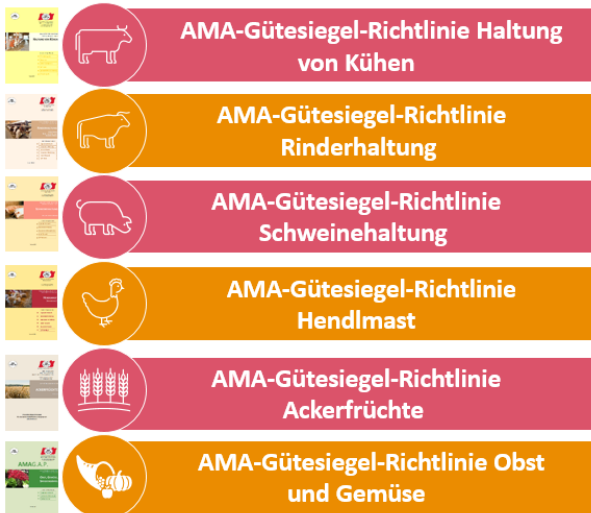 AMA-Gütesiegel-Richtlinie Haltung
von Kühen
AMA-Gütesiegel-Richtlinie
Rinderhaltung
AMA-Gütesiegel-Richtlinie
Schweinehaltung
AMA-Gütesiegel-Richtlinie
Hendlmast
AMA-Gütesiegel-Richtlinie
Ackerfrüchte
AMAG.A.P.
AMA-Gütesiegel-Richtlinie Obst
und Gemüse